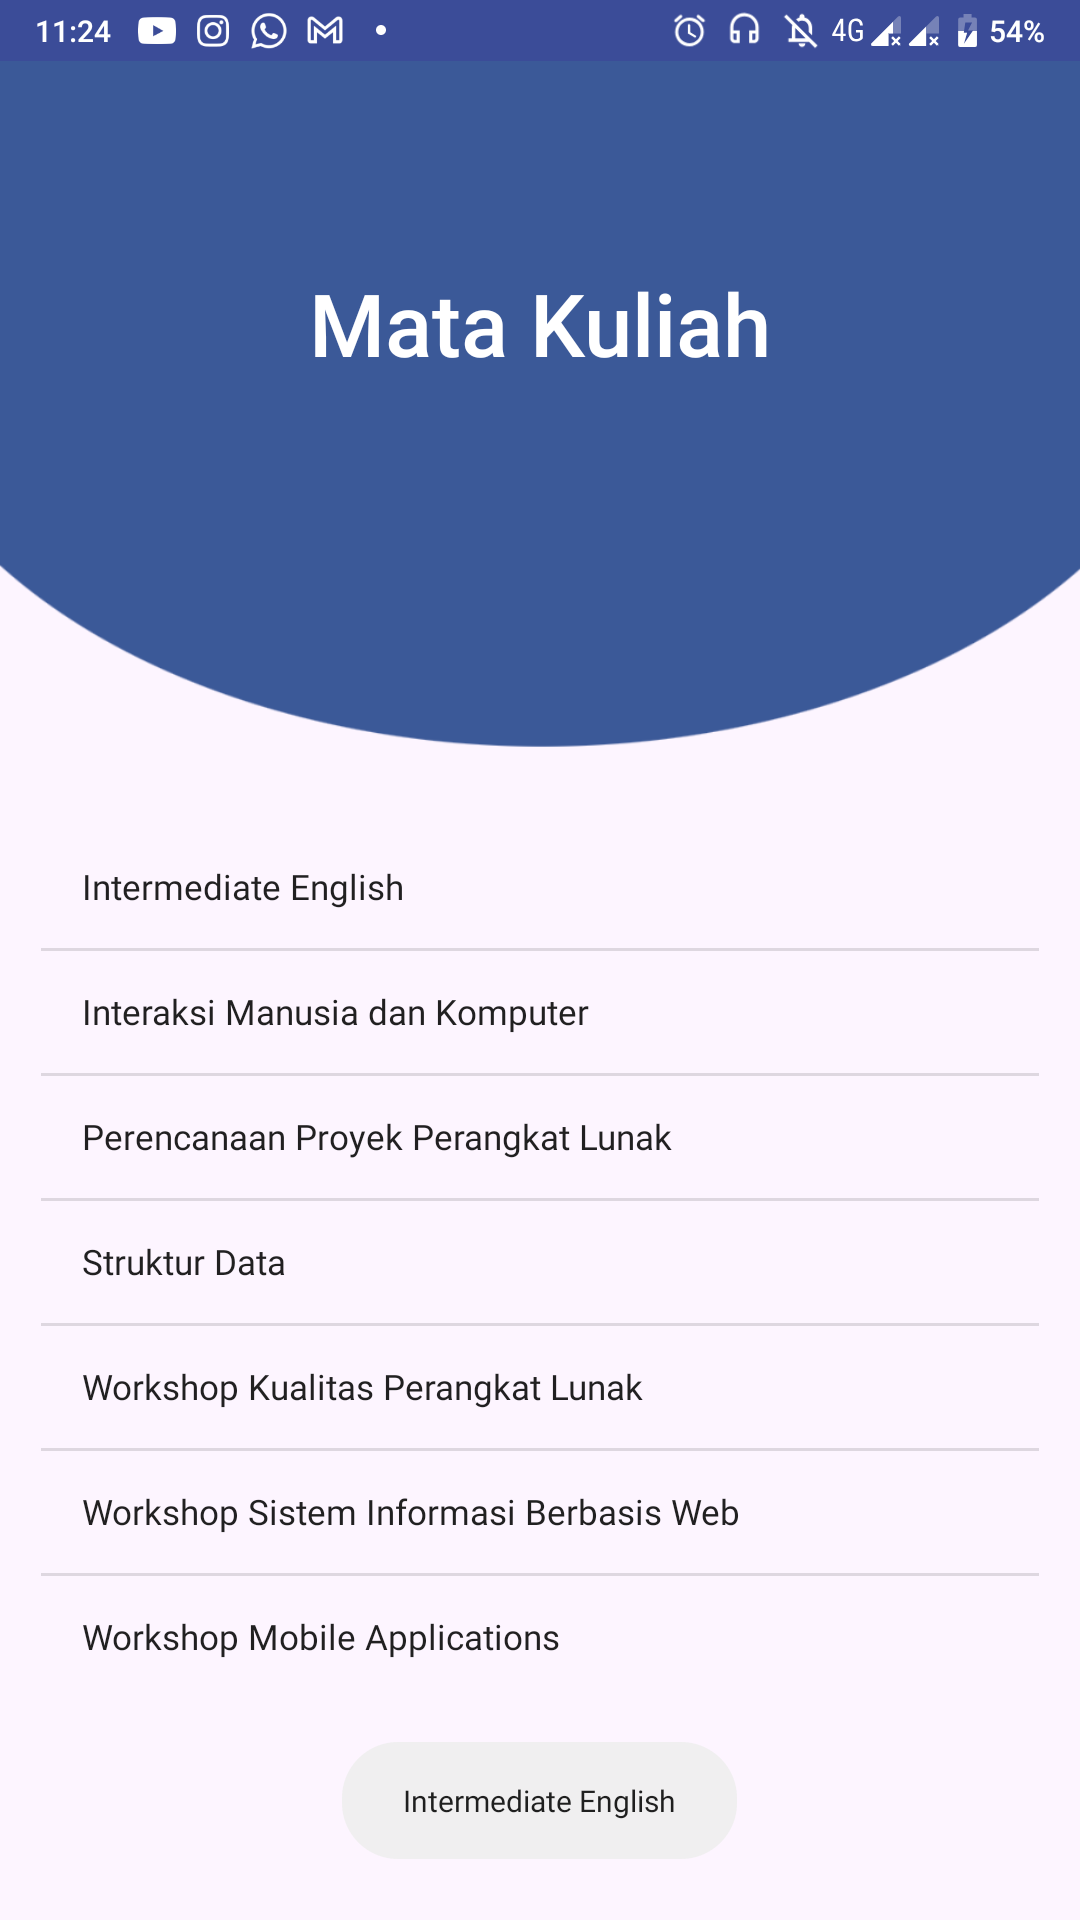 11:24
4G
54%
Mata Kuliah
Intermediate English
Interaksi Manusia dan Komputer
Perencanaan Proyek Perangkat Lunak
Struktur Data
Workshop Kualitas Perangkat Lunak
Workshop Sistem Informasi Berbasis Web
Workshop Mobile Applications
Intermediate English